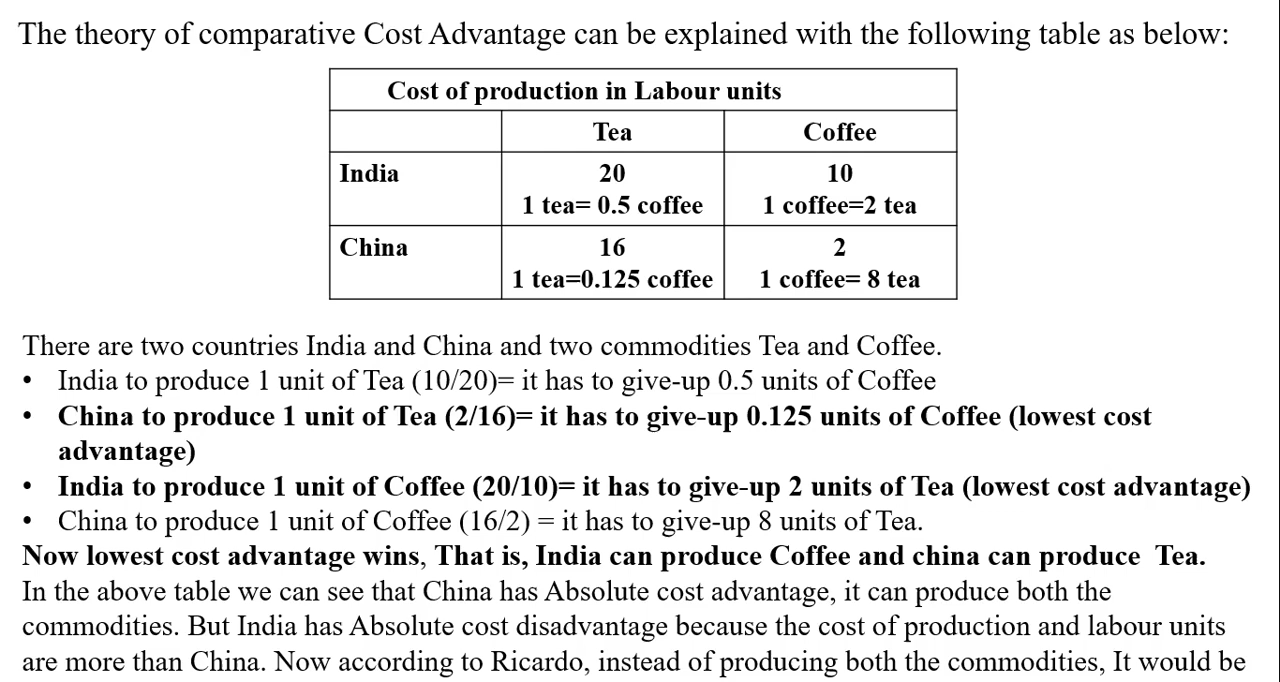 The theory of comparative Cost Advantage can be explained with the following table as below:
Cost of production in Labour units
Tea Coffee
India 20 10
1 tea= 0.5 coffee 1 coffee=2 tea
China 16 2
1 tea=0.125 coffee 1 coffee= 8 tea
There are two countries India and China and two commodities Tea and Coffee.
• India to produce 1 unit of Tea (10/20)= it has to give-up 0.5 units of Coffee
• China to produce 1 unit of Tea (2/16)= it has to give-up 0.125 units of Coffee (lowest cost
advantage)
• India to produce 1 unit of Coffee (20/10)= it has to give-up 2 units of Tea (lowest cost advantage)
• China to produce 1 unit of Coffee (16/2) = it has to give-up 8 units of Tea.
Now lowest cost advantage wins, That is, India can produce Coffee and china can produce Tea.
In the above table we can see that China has Absolute cost advantage, it can produce both the
commodities. But India has Absolute cost disadvantage because the cost of production and labour units
are more than China. Now according to Ricardo, instead of producing both the commodities, It would be